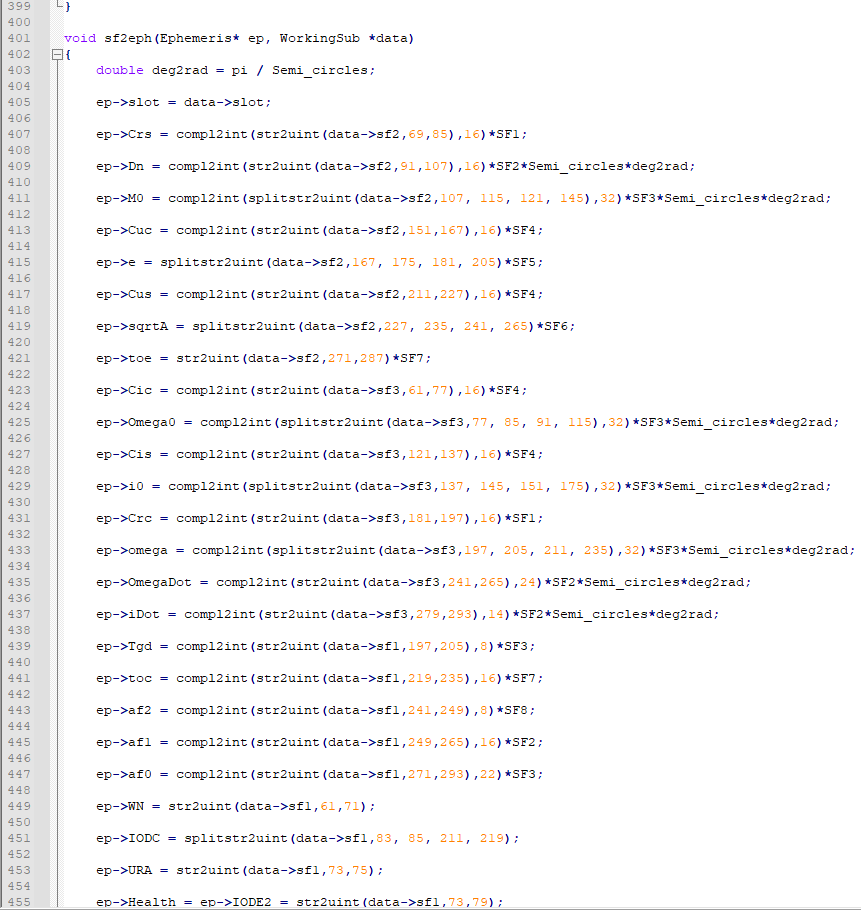 399 }
400
401 void sf2eph(Ephemeris* ep, WorkingSub *data)
402 {
403 double deg2rad = pi / Semi_circles;
404
405 ep->slot = data->slot;
406
407 ep->Crs = compl2int(str2uint(data->sf2,69,85),16)*SF1;
408
409 ep->Dn = compl2int(str2uint(data->sf2,91,107),16)*SF2*Semi_circles*deg2rad;
410
411 ep->M0 = compl2int(splitstr2uint(data->sf2,107, 115, 121, 145),32)*SF3*Semi_circles*deg2rad;
412
413 ep->Cuc = compl2int(str2uint(data->sf2,151,167),16)*SF4;
414
415 ep->e = splitstr2uint(data->sf2,167, 175, 181, 205)*SF5;
416
417 ep->Cus = compl2int(str2uint(data->sf2,211,227),16)*SF4;
418
419 ep->sqrtA = splitstr2uint(data->sf2,227, 235, 241, 265)*SF6;
420
421 ep->toe = str2uint(data->sf2,271,287)*SF7;
422
423 ep->Cic = compl2int(str2uint(data->sf3,61,77),16)*SF4;
424
425 ep->Omega0 = compl2int(splitstr2uint(data->sf3,77, 85, 91, 115),32)*SF3*Semi_circles*deg2rad;
426
427 ep->Cis = compl2int(str2uint(data->sf3,121,137),16)*SF4;
428
429 ep->i0 = compl2int(splitstr2uint(data->sf3,137, 145, 151, 175),32)*SF3*Semi_circles*deg2rad;
430
431 ep->Crc = compl2int(str2uint(data->sf3,181,197),16)*SF1;
432
433 ep->omega = compl2int(splitstr2uint(data->sf3,197, 205, 211, 235),32)*SF3*Semi_circles*deg2rad;
434
435 ep->OmegaDot = compl2int(str2uint(data->sf3,241,265),24)*SF2*Semi_circles*deg2rad;
436
437 ep->iDot = compl2int(str2uint(data->sf3,279,293),14)*SF2*Semi_circles*deg2rad;
438
439 ep->Tgd = compl2int(str2uint(data->sf1,197,205),8)*SF3;
440
441 ep->toc = compl2int(str2uint(data->sf1,219,235),16)*SF7;
442
443 ep->af2 = compl2int(str2uint(data->sf1,241,249),8)*SF8;
444
445 ep->af1 = compl2int(str2uint(data->sf1,249,265),16)*SF2;
446
447 ep->af0 = compl2int(str2uint(data->sf1,271,293),22)*SF3;
448
449 ep->WN = str2uint(data->sf1,61,71);
450
451 ep->IODC = splitstr2uint(data->sf1,83, 85, 211, 219);
452
453 ep->URA = str2uint(data->sf1,73,75);
454
455 ep->Health = ep->IODE2 = str2uint(data->sf1,73,79);